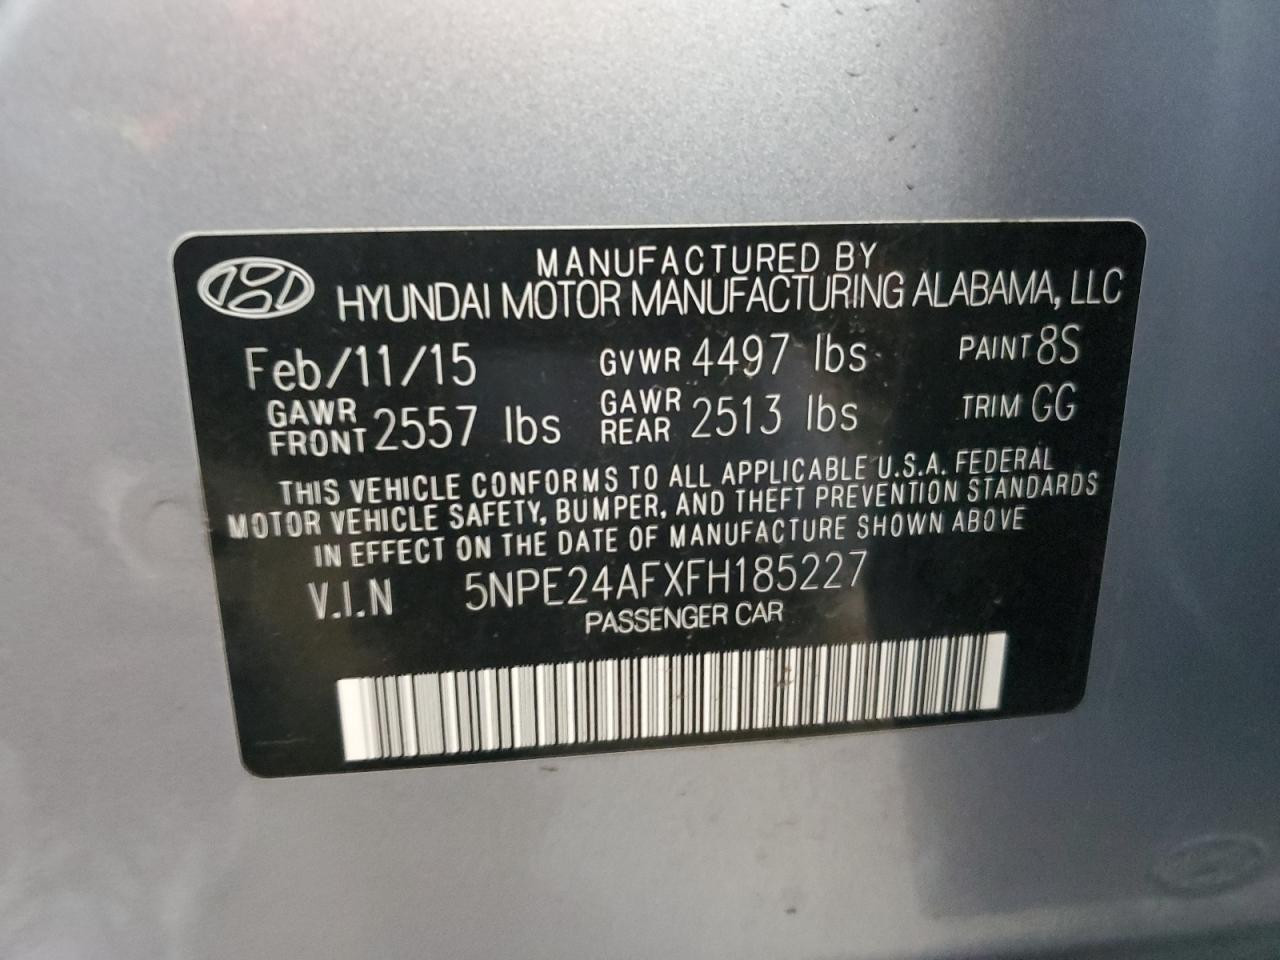 MANUFACTURED BY
HYUNDAI MOTOR MANUFACTURING ALABAMA, LLC
Feb/11/15 GVWR 4497 lbs PAINT 8S
GAWR FRONT 2557 lbs GAWR REAR 2513 lbs TRIM GG
THIS VEHICLE CONFORMS TO ALL APPLICABLE U.S.A. FEDERAL
MOTOR VEHICLE SAFETY, BUMPER, AND THEFT PREVENTION STANDARDS
IN EFFECT ON THE DATE OF MANUFACTURE SHOWN ABOVE
V.I.N 5NPE24AFXFH185227
PASSENGER CAR